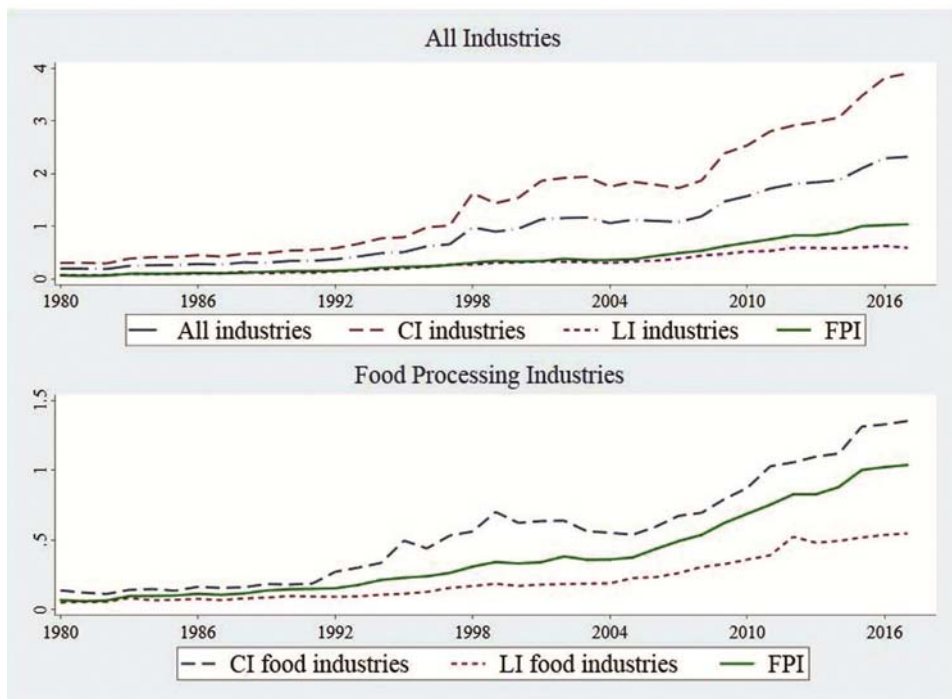 All Industries
4
3
2
1
0
1980 1986 1992 1998 2004 2010 2016
All industries CI industries LI industries FPI
Food Processing Industries
1.5
1
.5
0
1980 1986 1992 1998 2004 2010 2016
CI food industries LI food industries FPI